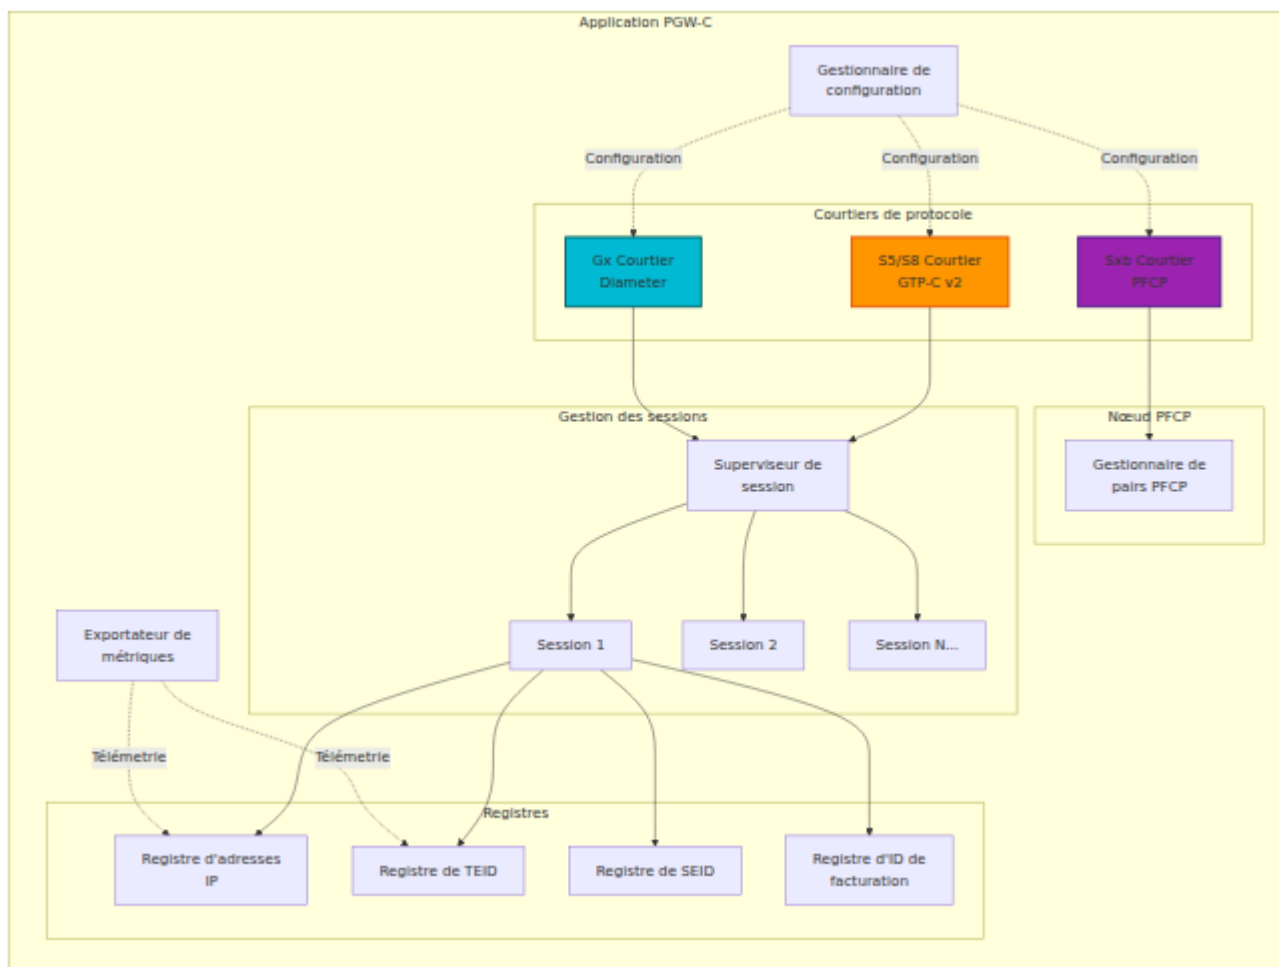 Application PGW-C
Gestionnaire de
configuration
Configuration
Configuration
Configuration
Courtiers de protocole
Gx Courtier
Diameter
S5/S8 Courtier
GTP-C v2
Sxb Courtier
PFCP
Gestion des sessions
Nœud PFCP
Superviseur de
session
Gestionnaire de
pairs PFCP
Exportateur de
métriques
Session 1
Session 2
Session N...
Télémetrie
Télémetrie
Registres
Registre d'adresses
IP
Registre de TEID
Registre de SEID
Registre d'ID de
facturation